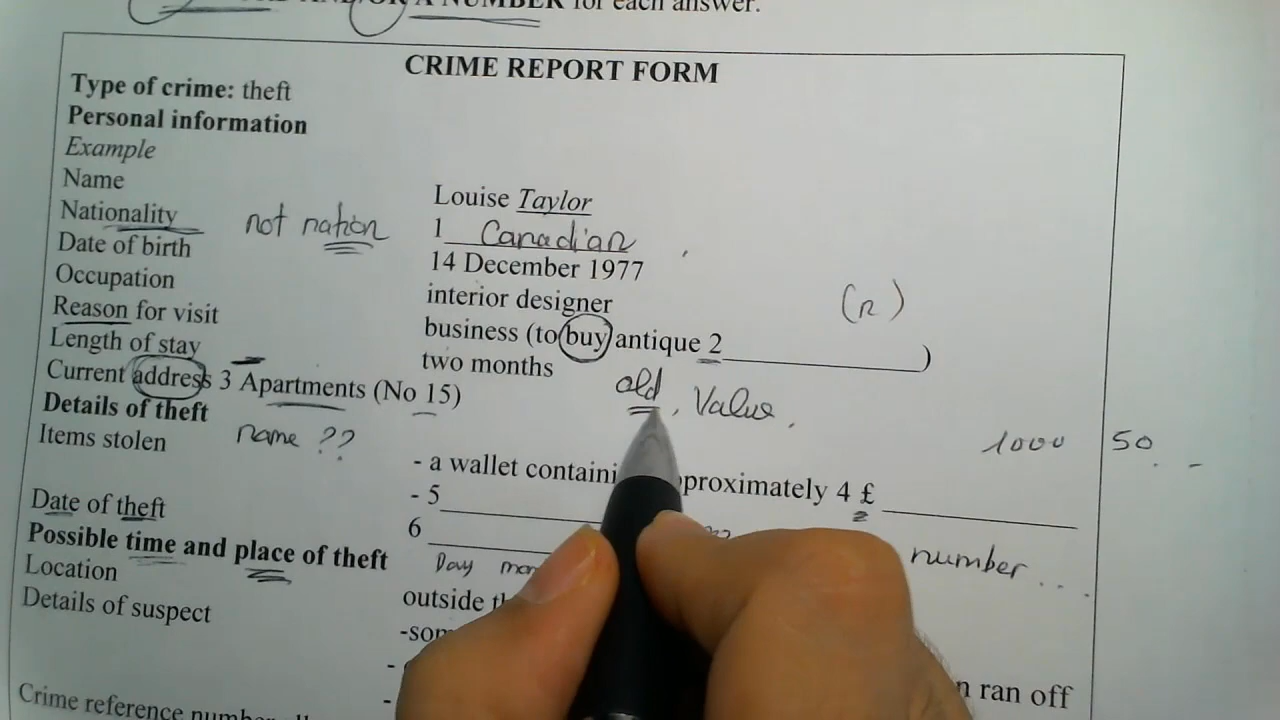 A NUMBER for each answer.
CRIME REPORT FORM
Type of crime: theft
Personal information
Example
Name Louise Taylor
Nationality not nation 1 Canadian
Date of birth 14 December 1977
Occupation interior designer (n)
Reason for visit business (to buy antique 2 )
Length of stay two months
Current address 3 Apartments (No 15) old, Value.
Details of theft
Items stolen name ?? - a wallet containi proximately 4 £ 1000 50
- 5
Date of theft 6 number...
Day
Possible time and place of theft
Location outside
Details of suspect
n ran off
Crime reference number